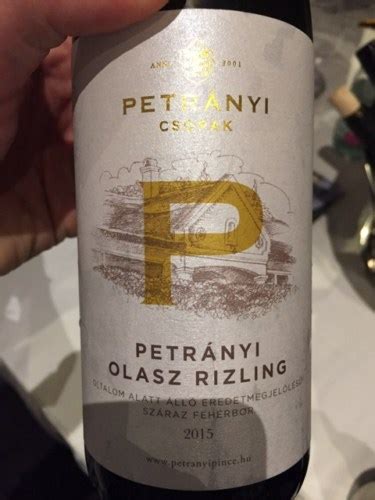 ANNO 2001
PETRÁNYI
CSOPAK
P
PETRÁNYI
OLASZ RIZLING
OLTALOM ALATT ÁLLÓ EREDETMEGJELÖLÉSŰ
SZÁRAZ FEHÉRBOR
2015
www.petranyipince.hu